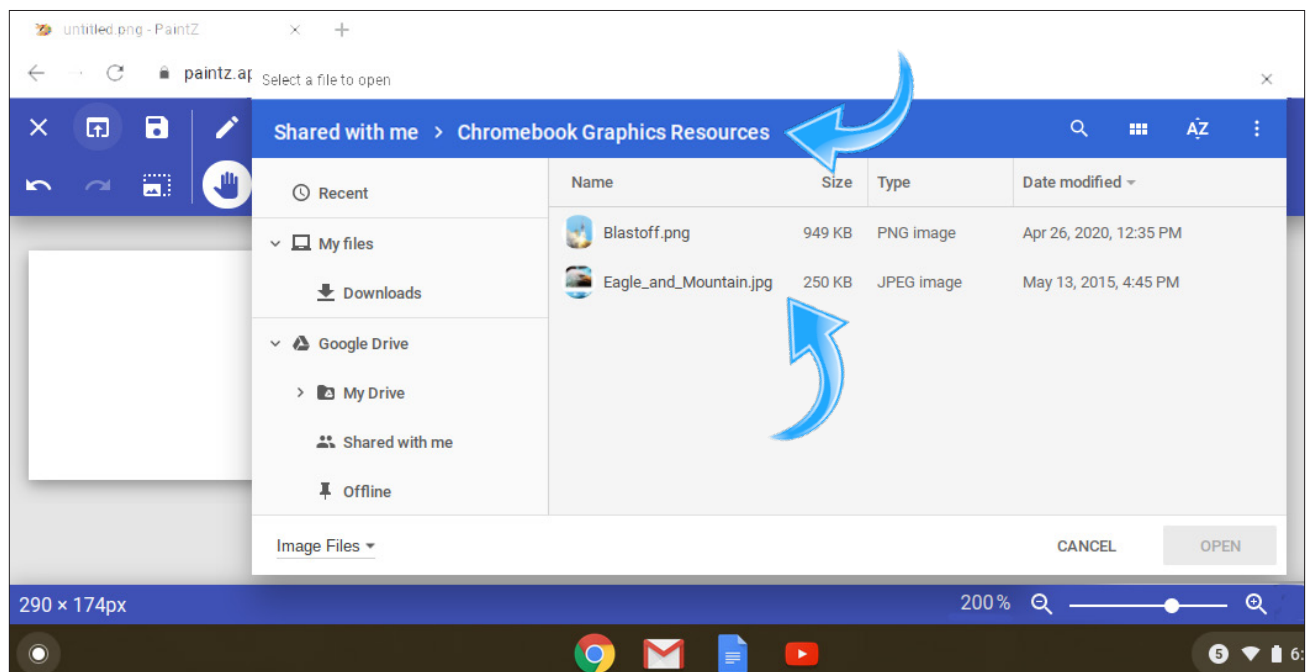 untitled.png - PaintZ
paintz.ap
Select a file to open
Shared with me > Chromebook Graphics Resources
AZ
Recent
My files
Downloads
Google Drive
My Drive
Shared with me
Offline
Name Size Type Date modified
Blastoff.png 949 KB PNG image Apr 26, 2020, 12:35 PM
Eagle_and_Mountain.jpg 250 KB JPEG image May 13, 2015, 4:45 PM
Image Files
CANCEL OPEN
290 × 174px 200%
5 6: